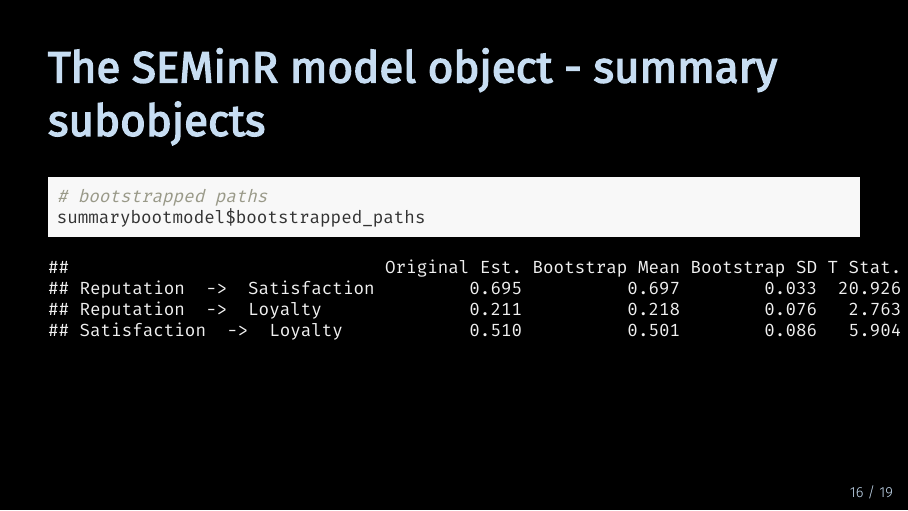 The SEMinR model object - summary
subobjects
# bootstrapped paths
summarybootmodel$bootstrapped_paths
##                              Original Est. Bootstrap Mean Bootstrap SD T Stat.
## Reputation  ->  Satisfaction         0.695          0.697        0.033  20.926
## Reputation  ->  Loyalty              0.211          0.218        0.076   2.763
## Satisfaction  ->  Loyalty            0.510          0.501        0.086   5.904
16 / 19